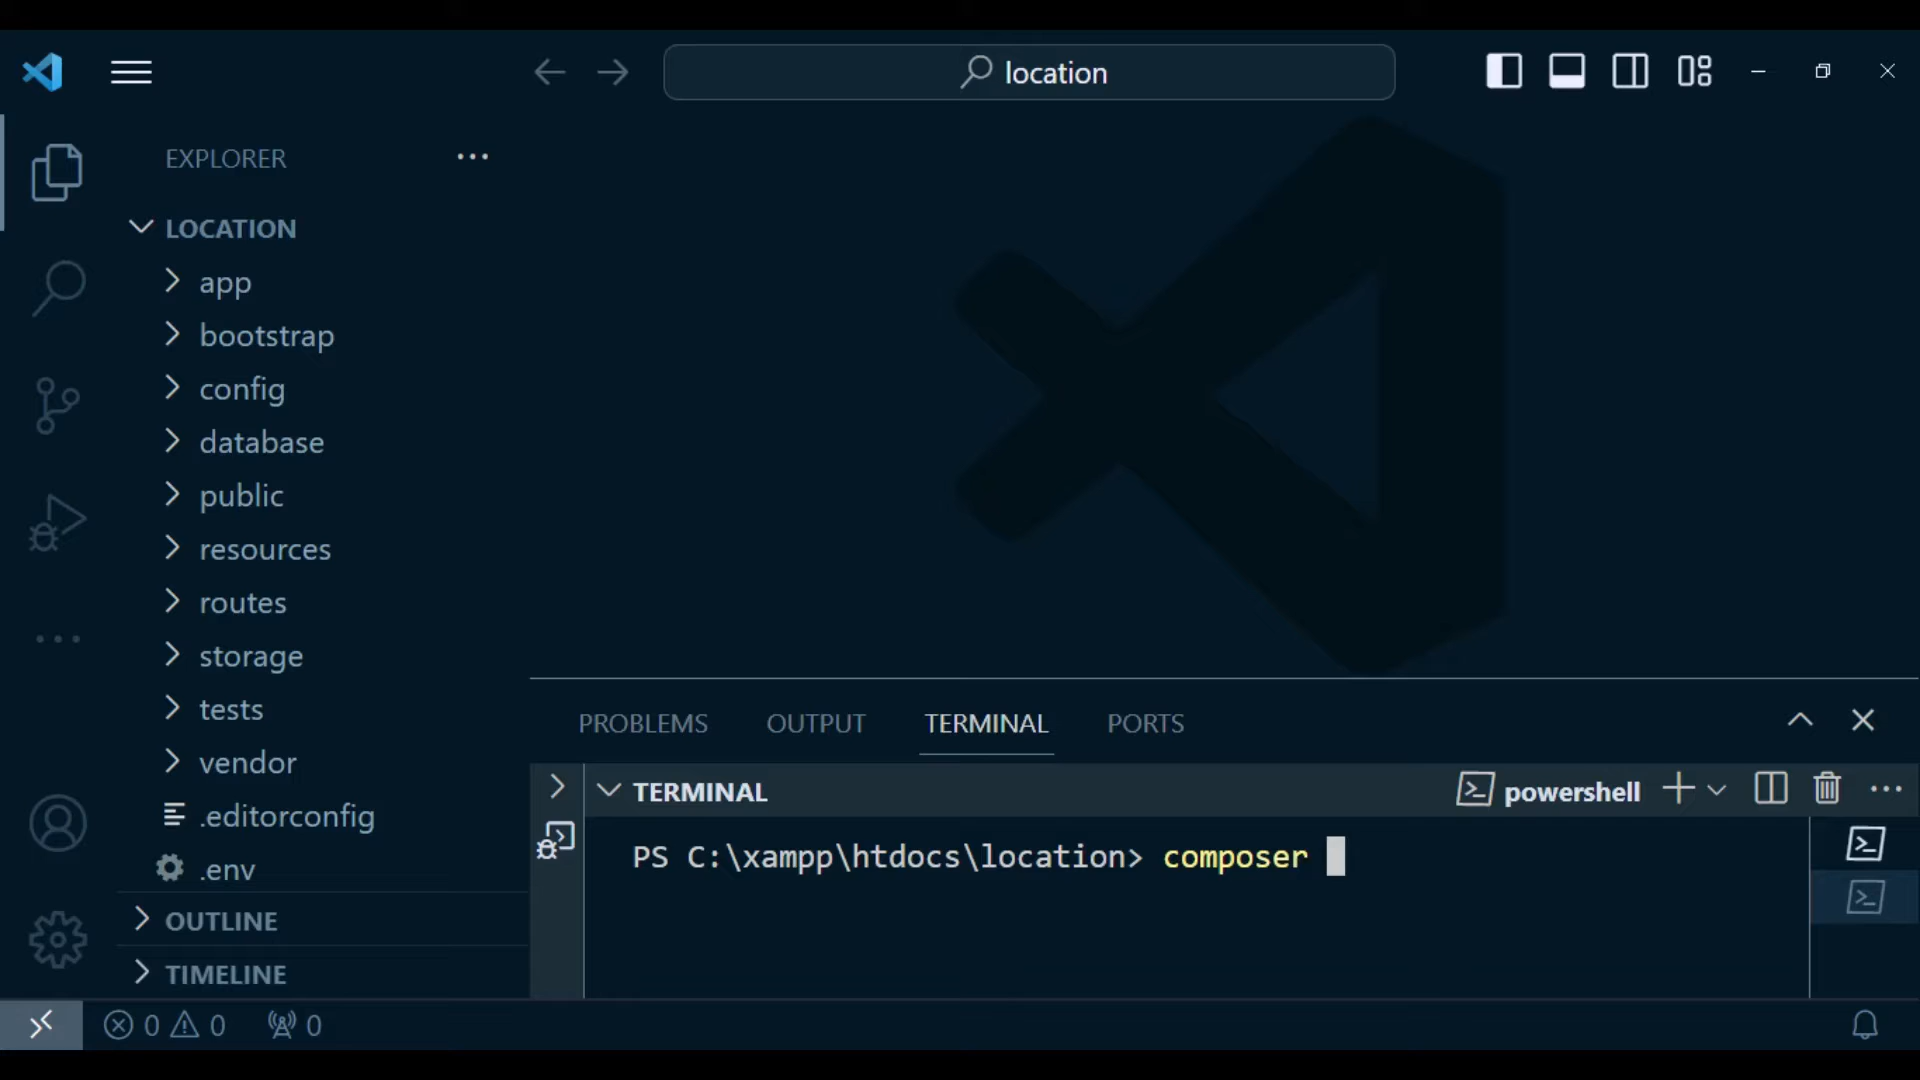 location
EXPLORER
LOCATION
app
bootstrap
config
database
public
resources
routes
storage
tests
vendor
.editorconfig
.env
OUTLINE
TIMELINE
PROBLEMS OUTPUT TERMINAL PORTS
TERMINAL
powershell
PS C:\xampp\htdocs\location> composer
0 0 0